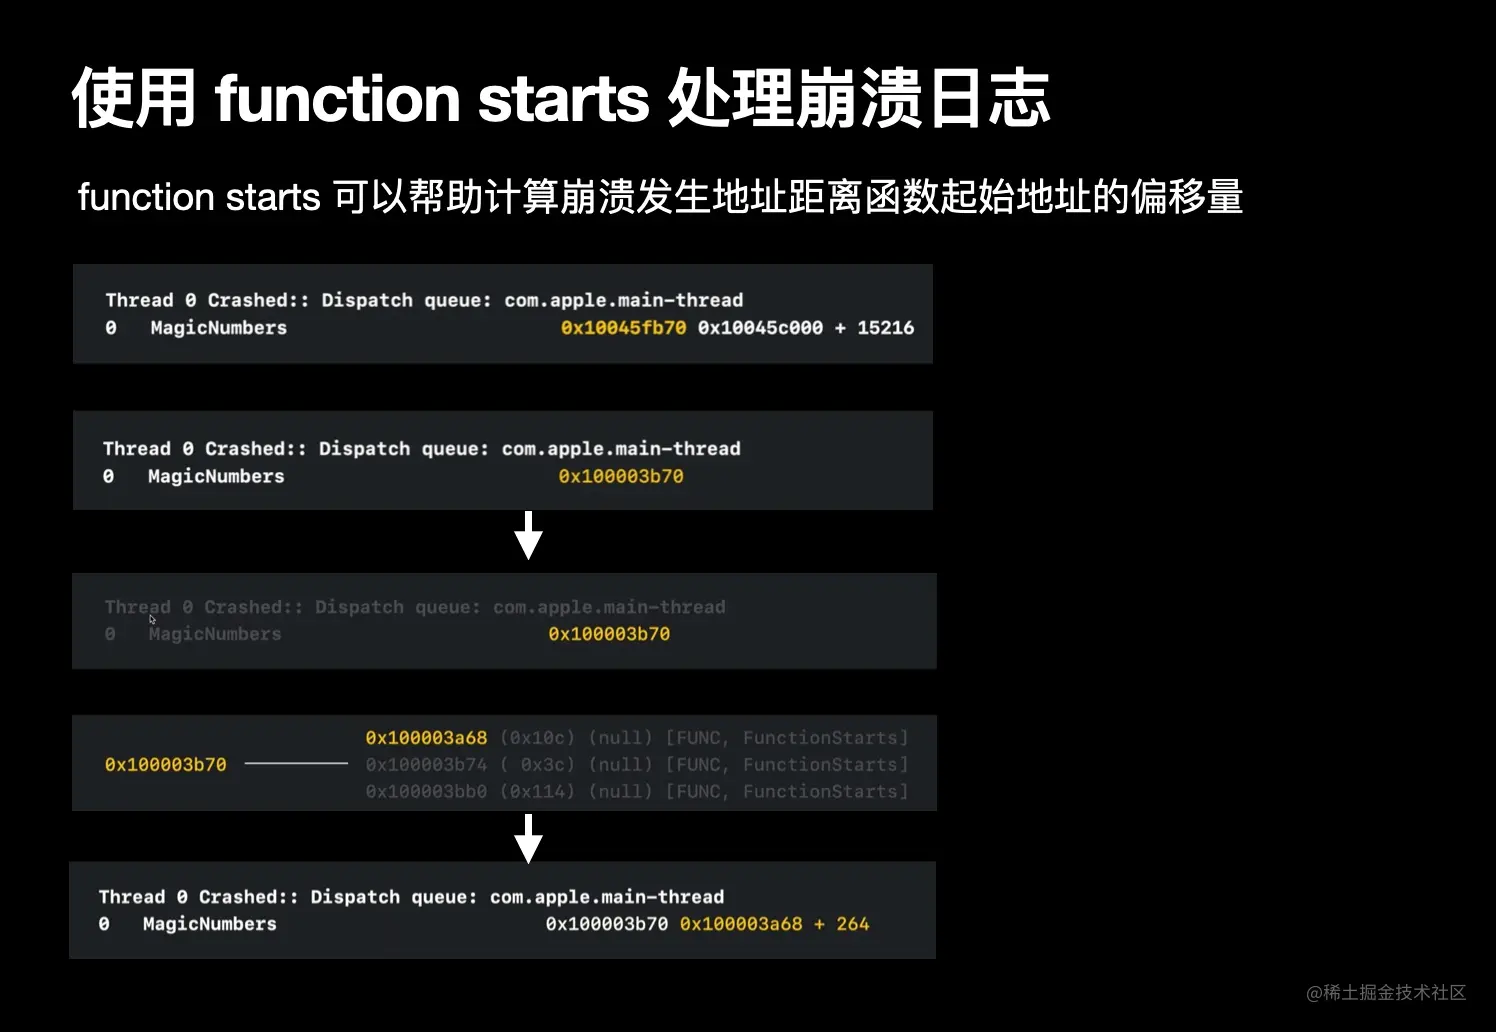 使用 function starts 处理崩溃日志
function starts 可以帮助计算崩溃发生地址距离函数起始地址的偏移量
Thread 0 Crashed:: Dispatch queue: com.apple.main-thread
0 MagicNumbers 0x10045fb70 0x10045c000 + 15216
Thread 0 Crashed:: Dispatch queue: com.apple.main-thread
0 MagicNumbers 0x100003b70
Thread 0 Crashed:: Dispatch queue: com.apple.main-thread
0 MagicNumbers 0x100003b70
0x100003a68 (0x10c) (null) [FUNC, FunctionStarts]
0x100003b70 0x100003b74 ( 0x3c) (null) [FUNC, FunctionStarts]
0x100003bb0 (0x114) (null) [FUNC, FunctionStarts]
Thread 0 Crashed:: Dispatch queue: com.apple.main-thread
0 MagicNumbers 0x100003b70 0x100003a68 + 264
@稀土掘金技术社区